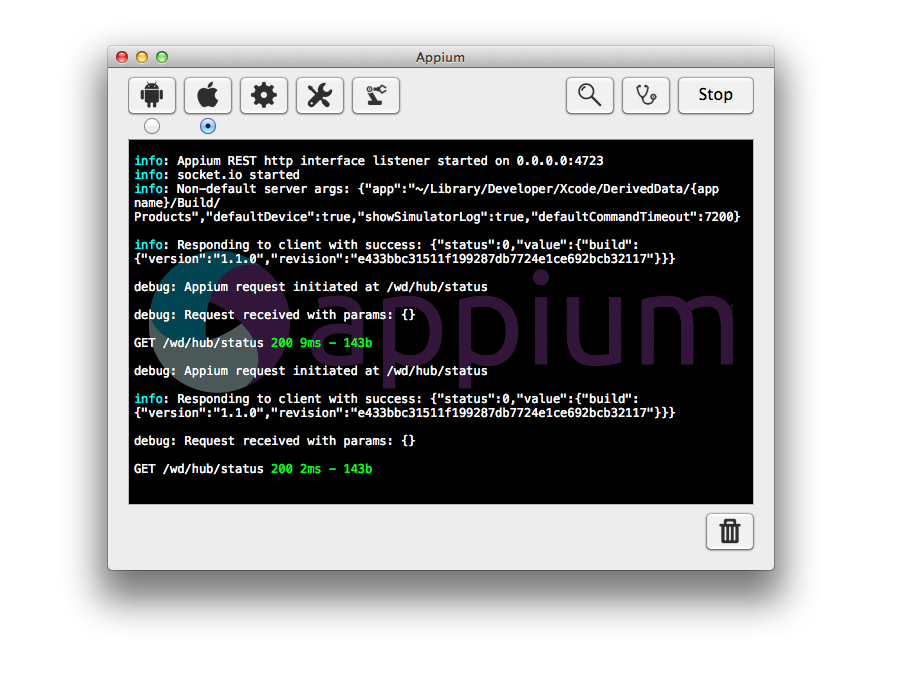 Appium
Stop
info: Appium REST http interface listener started on 0.0.0.0:4723
info: socket.io started
info: Non-default server args: {"app":"~/Library/Developer/Xcode/DerivedData/{app
name}/Build/
Products","defaultDevice":true,"showSimulatorLog":true,"defaultCommandTimeout":7200}
info: Responding to client with success: {"status":0,"value":{"build":
{"version":"1.1.0","revision":"e433bbc31511f199287db7724e1ce692bcb32117"}}}
debug: Appium request initiated at /wd/hub/status
debug: Request received with params: {}
GET /wd/hub/status 200 9ms - 143b
debug: Appium request initiated at /wd/hub/status
info: Responding to client with success: {"status":0,"value":{"build":
{"version":"1.1.0","revision":"e433bbc31511f199287db7724e1ce692bcb32117"}}}
debug: Request received with params: {}
GET /wd/hub/status 200 2ms - 143b
appium